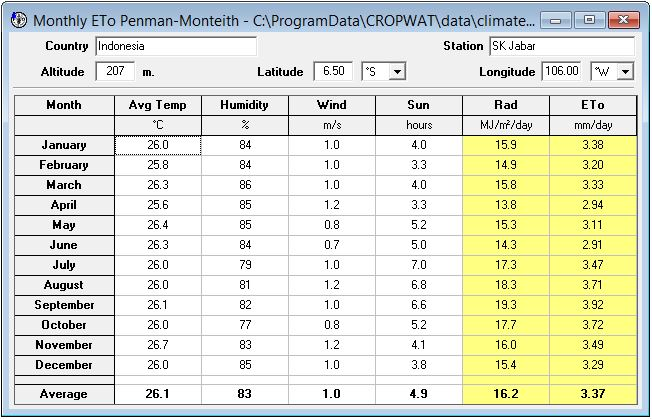 Monthly ETo Penman-Monteith - C:\ProgramData\CROPWAT\data\climate...
Country Indonesia Station SK Jabar
Altitude 207 m. Latitude 6.50 °S Longitude 106.00 °W
Month Avg Temp Humidity Wind Sun Rad ETo
°C % m/s hours MJ/m²/day mm/day
January 26.0 84 1.0 4.0 15.9 3.38
February 25.8 84 1.0 3.3 14.9 3.20
March 26.3 86 1.0 4.0 15.8 3.33
April 25.6 85 1.2 3.3 13.8 2.94
May 26.4 85 0.8 5.2 15.3 3.11
June 26.3 84 0.7 5.0 14.3 2.91
July 26.0 79 1.0 7.0 17.3 3.47
August 26.0 81 1.2 6.8 18.3 3.71
September 26.1 82 1.0 6.6 19.3 3.92
October 26.0 77 0.8 5.2 17.7 3.72
November 26.7 83 1.2 4.1 16.0 3.49
December 26.0 85 1.0 3.8 15.4 3.29
Average 26.1 83 1.0 4.9 16.2 3.37